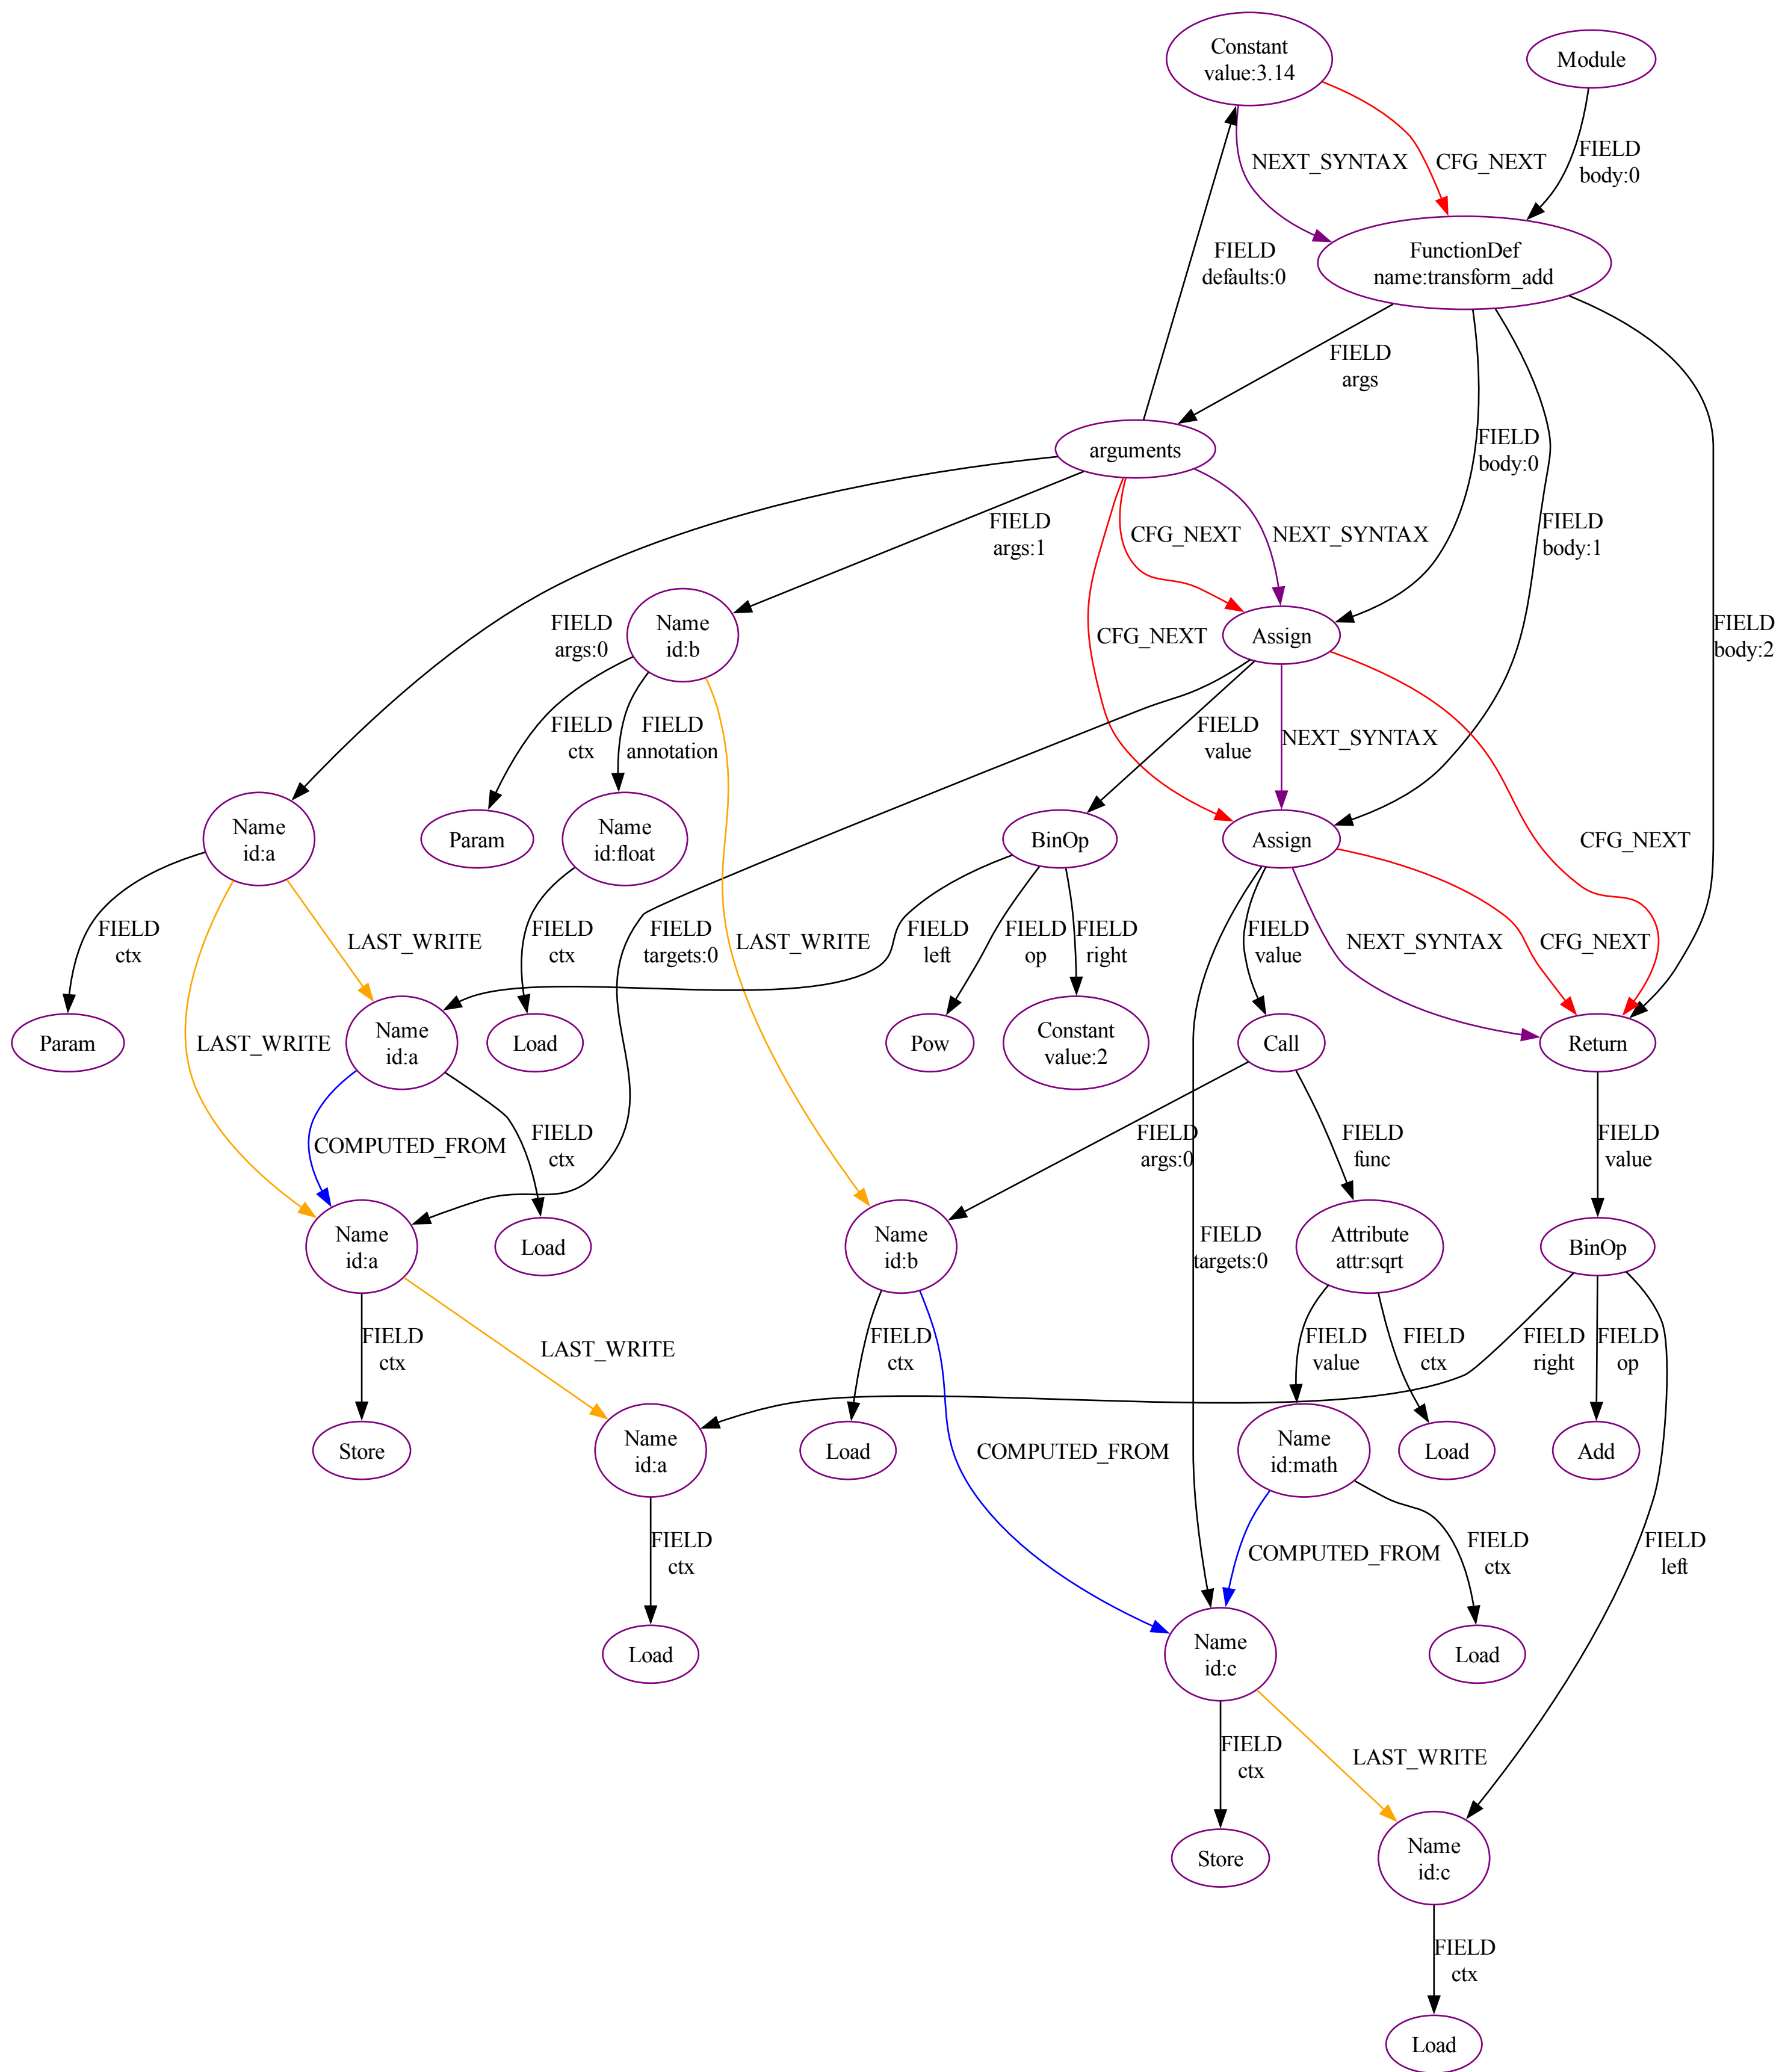 Constant
value:3.14
Module
NEXT_SYNTAX
CFG_NEXT
FIELD
body:0
FIELD
defaults:0
FunctionDef
name:transform_add
FIELD
args
FIELD
body:0
arguments
FIELD
args:1
CFG_NEXT
NEXT_SYNTAX
FIELD
body:1
FIELD
args:0
Name
id:b
CFG_NEXT
Assign
FIELD
body:2
FIELD
ctx
FIELD
annotation
FIELD
value
NEXT_SYNTAX
Name
id:a
Param
Name
id:float
BinOp
Assign
CFG_NEXT
FIELD
ctx
LAST_WRITE
FIELD
ctx
FIELD
targets:0
LAST_WRITE
FIELD
left
FIELD
op
FIELD
right
FIELD
value
NEXT_SYNTAX
CFG_NEXT
Param
LAST_WRITE
Name
id:a
Load
Pow
Constant
value:2
Call
Return
COMPUTED_FROM
FIELD
ctx
FIELD
args:0
FIELD
func
FIELD
value
Name
id:a
Load
Name
id:b
FIELD
targets:0
Attribute
attr:sqrt
BinOp
FIELD
ctx
LAST_WRITE
FIELD
ctx
FIELD
value
FIELD
ctx
FIELD
right
FIELD
op
Store
Name
id:a
Load
COMPUTED_FROM
Name
id:math
Load
Add
FIELD
ctx
COMPUTED_FROM
FIELD
ctx
FIELD
left
Load
Name
id:c
Load
FIELD
ctx
LAST_WRITE
Store
Name
id:c
FIELD
ctx
Load